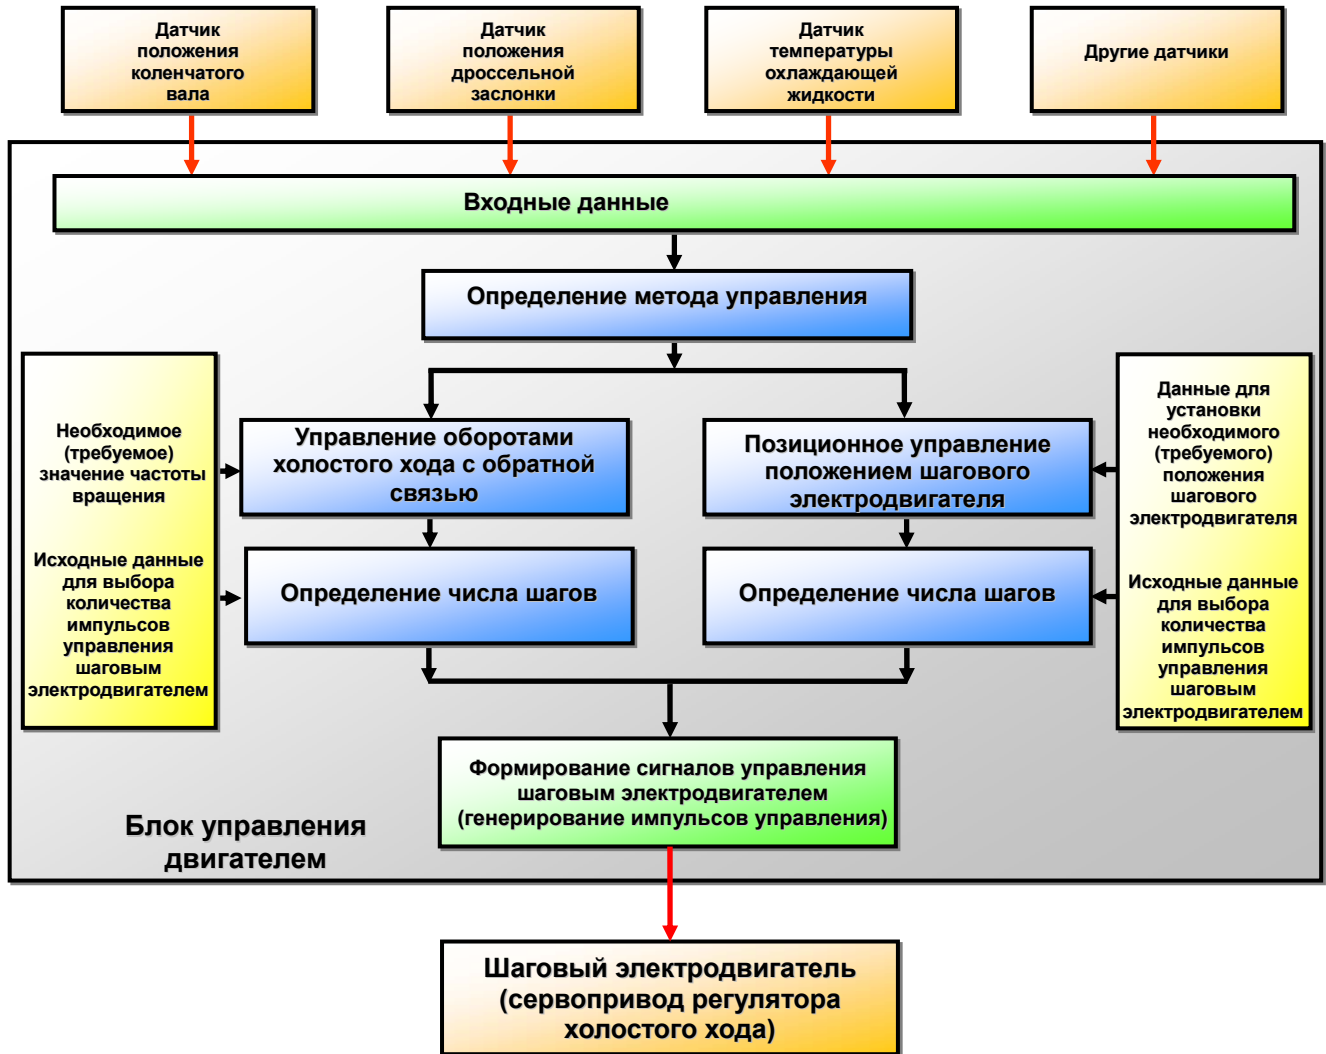 Датчик
положения
коленчатого
вала
Датчик
положения
дроссельной
заслонки
Датчик
температуры
охлаждающей
жидкости
Другие датчики
Входные данные
Определение метода управления
Необходимое
(требуемое)
значение частоты
вращения
Исходные данные
для выбора
количества
импульсов
управления
шаговым
электродвигателем
Управление оборотами
холостого хода с обратной
связью
Позиционное управление
положением шагового
электродвигателя
Данные для
установки
необходимого
(требуемого)
положения
шагового
электродвигателя
Исходные данные
для выбора
количества
импульсов
управления
шаговым
электродвигателем
Определение числа шагов
Определение числа шагов
Формирование сигналов управления
шаговым электродвигателем
(генерирование импульсов управления)
Блок управления
двигателем
Шаговый электродвигатель
(сервопривод регулятора
холостого хода)